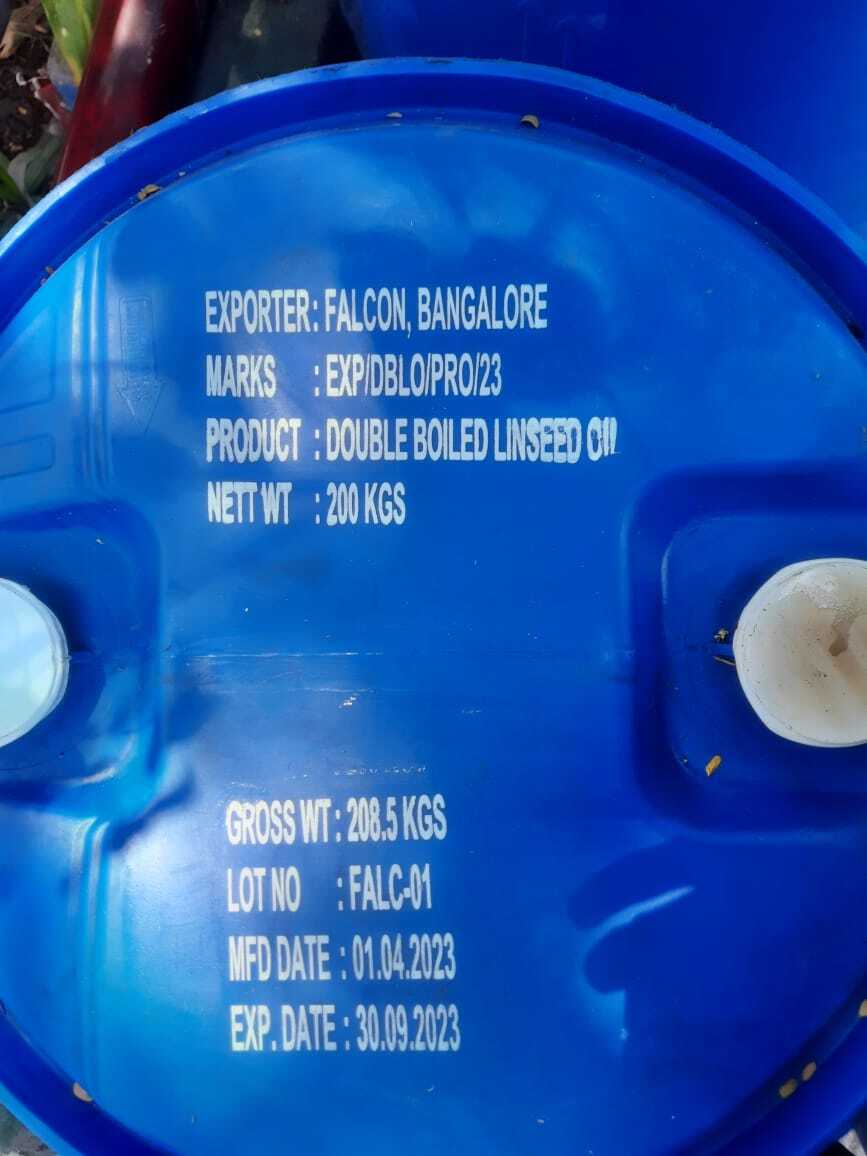 EXPORTER: FALCON, BANGALORE
MARKS : EXP/DBLO/PRO/23
PRODUCT : DOUBLE BOILED LINSEED OIL
NETT WT : 200 KGS
GROSS WT : 208.5 KGS
LOT NO : FALC-01
MFD DATE : 01.04.2023
EXP. DATE : 30.09.2023